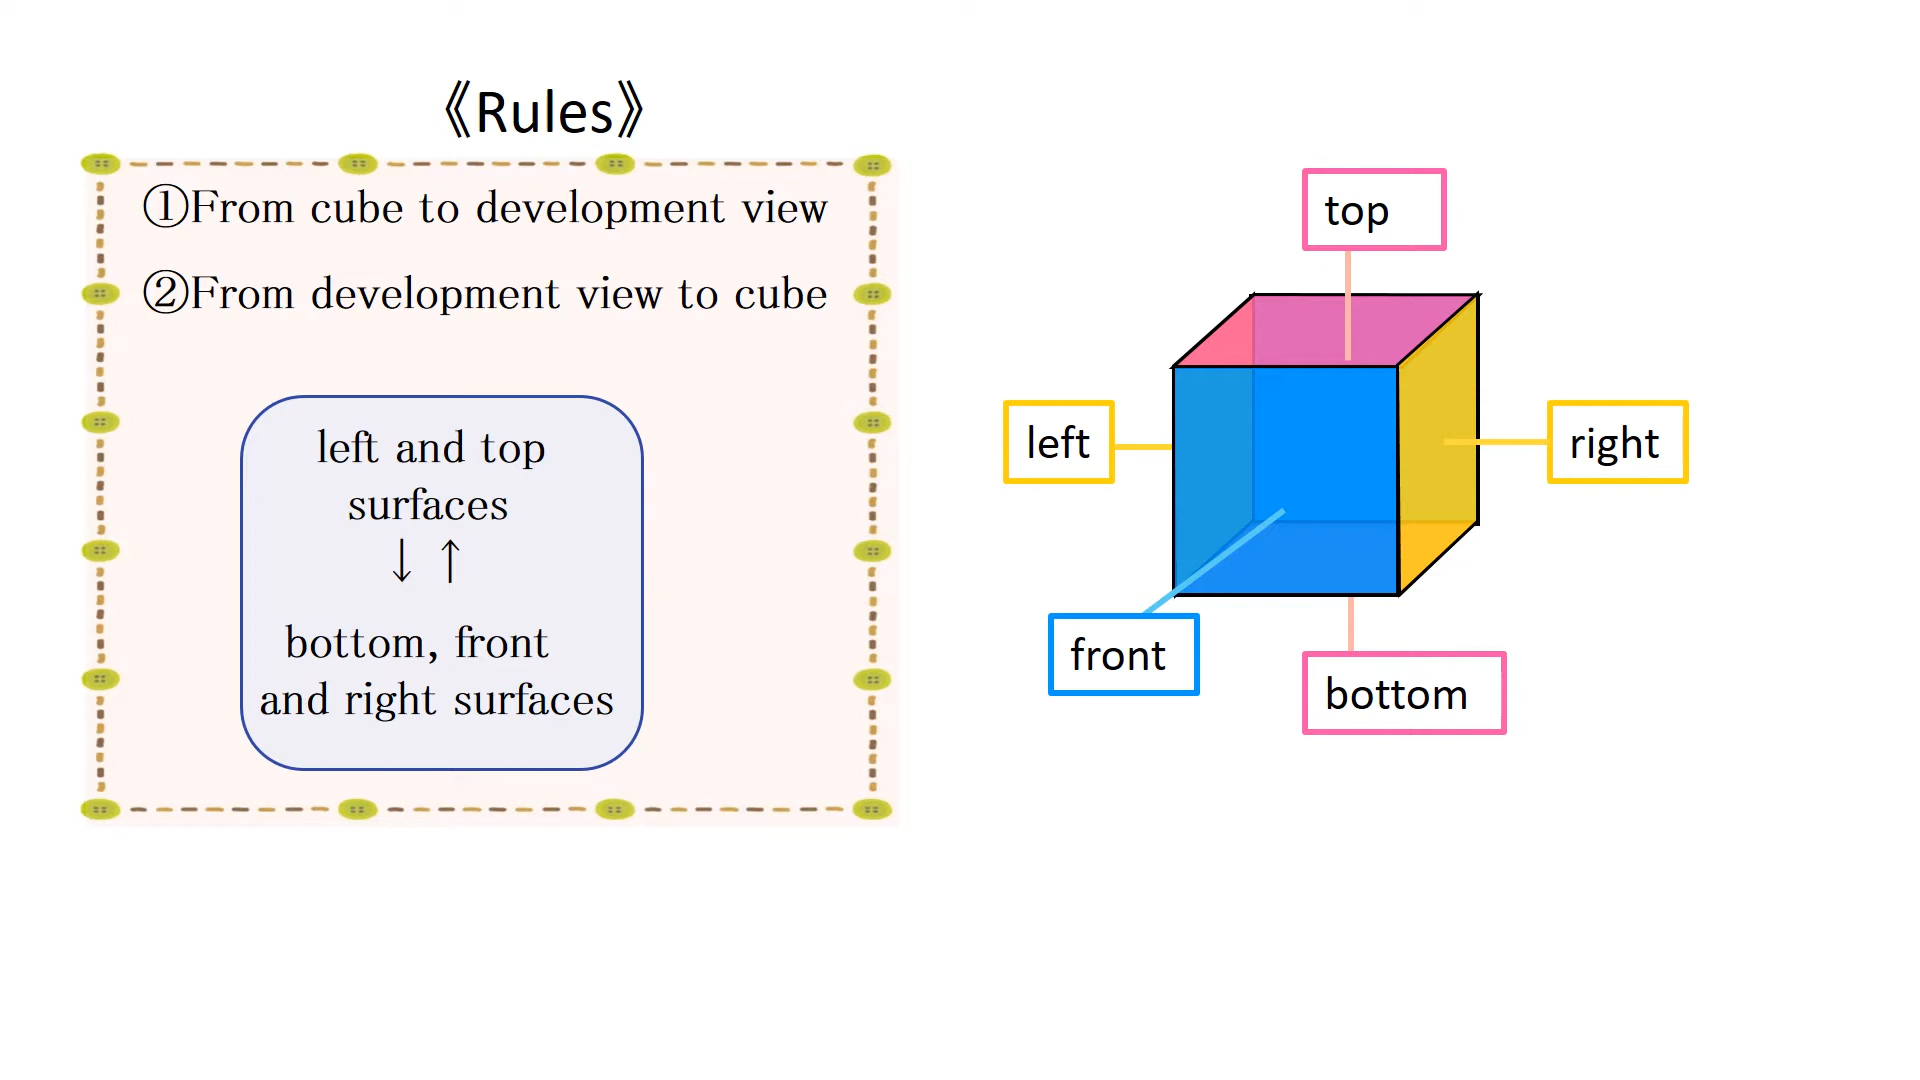 《Rules》
①From cube to development view
②From development view to cube
left and top
surfaces
↓ ↑
bottom, front
and right surfaces
top
left
right
front
bottom